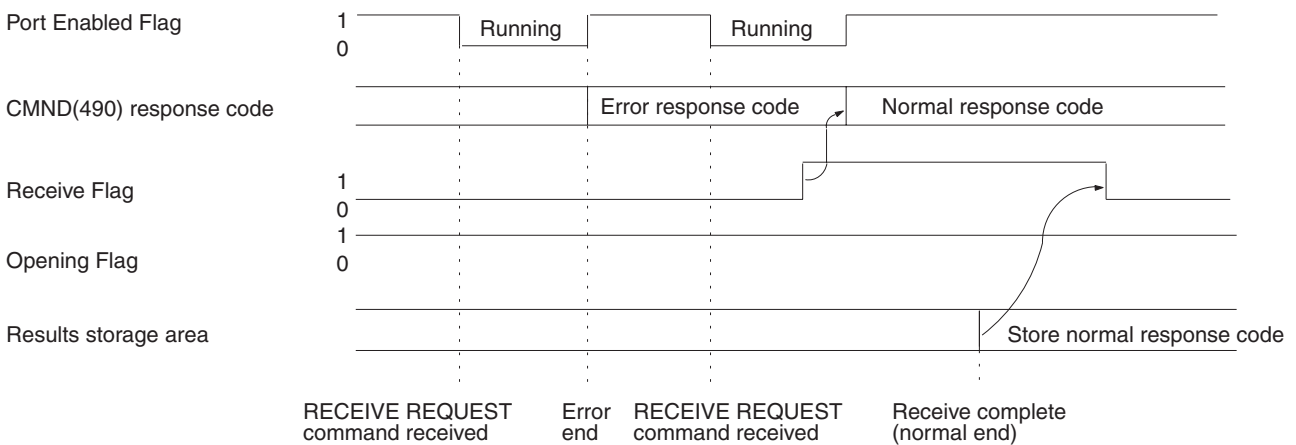 Port Enabled Flag
1
0
Running
Running
CMND(490) response code
Error response code
Normal response code
Receive Flag
1
0
Opening Flag
1
0
Results storage area
Store normal response code
RECEIVE REQUEST
command received
Error
end
RECEIVE REQUEST
command received
Receive complete
(normal end)